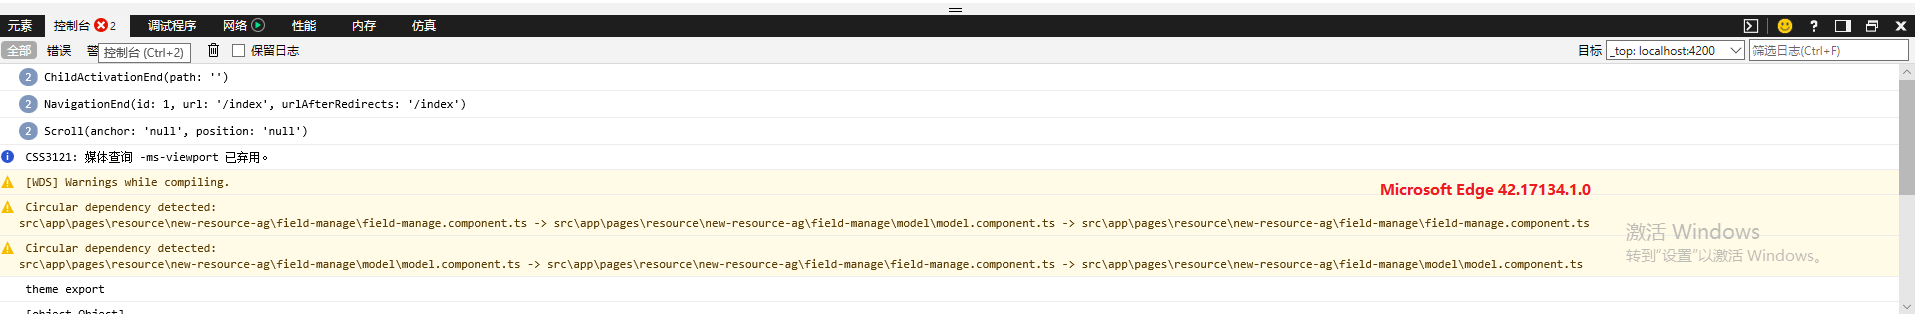 元素 控制台 2 调试程序 网络 性能 内存 仿真
全部 错误 警 控制台 (Ctrl+2) 保留日志 目标 _top: localhost:4200 筛选日志(Ctrl+F)
2 ChildActivationEnd(path: '')
2 NavigationEnd(id: 1, url: '/index', urlAfterRedirects: '/index')
2 Scroll(anchor: 'null', position: 'null')
CSS3121: 媒体查询 -ms-viewport 已弃用。
[WDS] Warnings while compiling.
Microsoft Edge 42.17134.1.0
Circular dependency detected:
src\app\pages\resource\new-resource-ag\field-manage\field-manage.component.ts -> src\app\pages\resource\new-resource-ag\field-manage\model\model.component.ts -> src\app\pages\resource\new-resource-ag\field-manage\field-manage.component.ts
激活 Windows
Circular dependency detected:
转到"设置"以激活 Windows。
src\app\pages\resource\new-resource-ag\field-manage\model\model.component.ts -> src\app\pages\resource\new-resource-ag\field-manage\field-manage.component.ts -> src\app\pages\resource\new-resource-ag\field-manage\model\model.component.ts
theme export
[object Object]